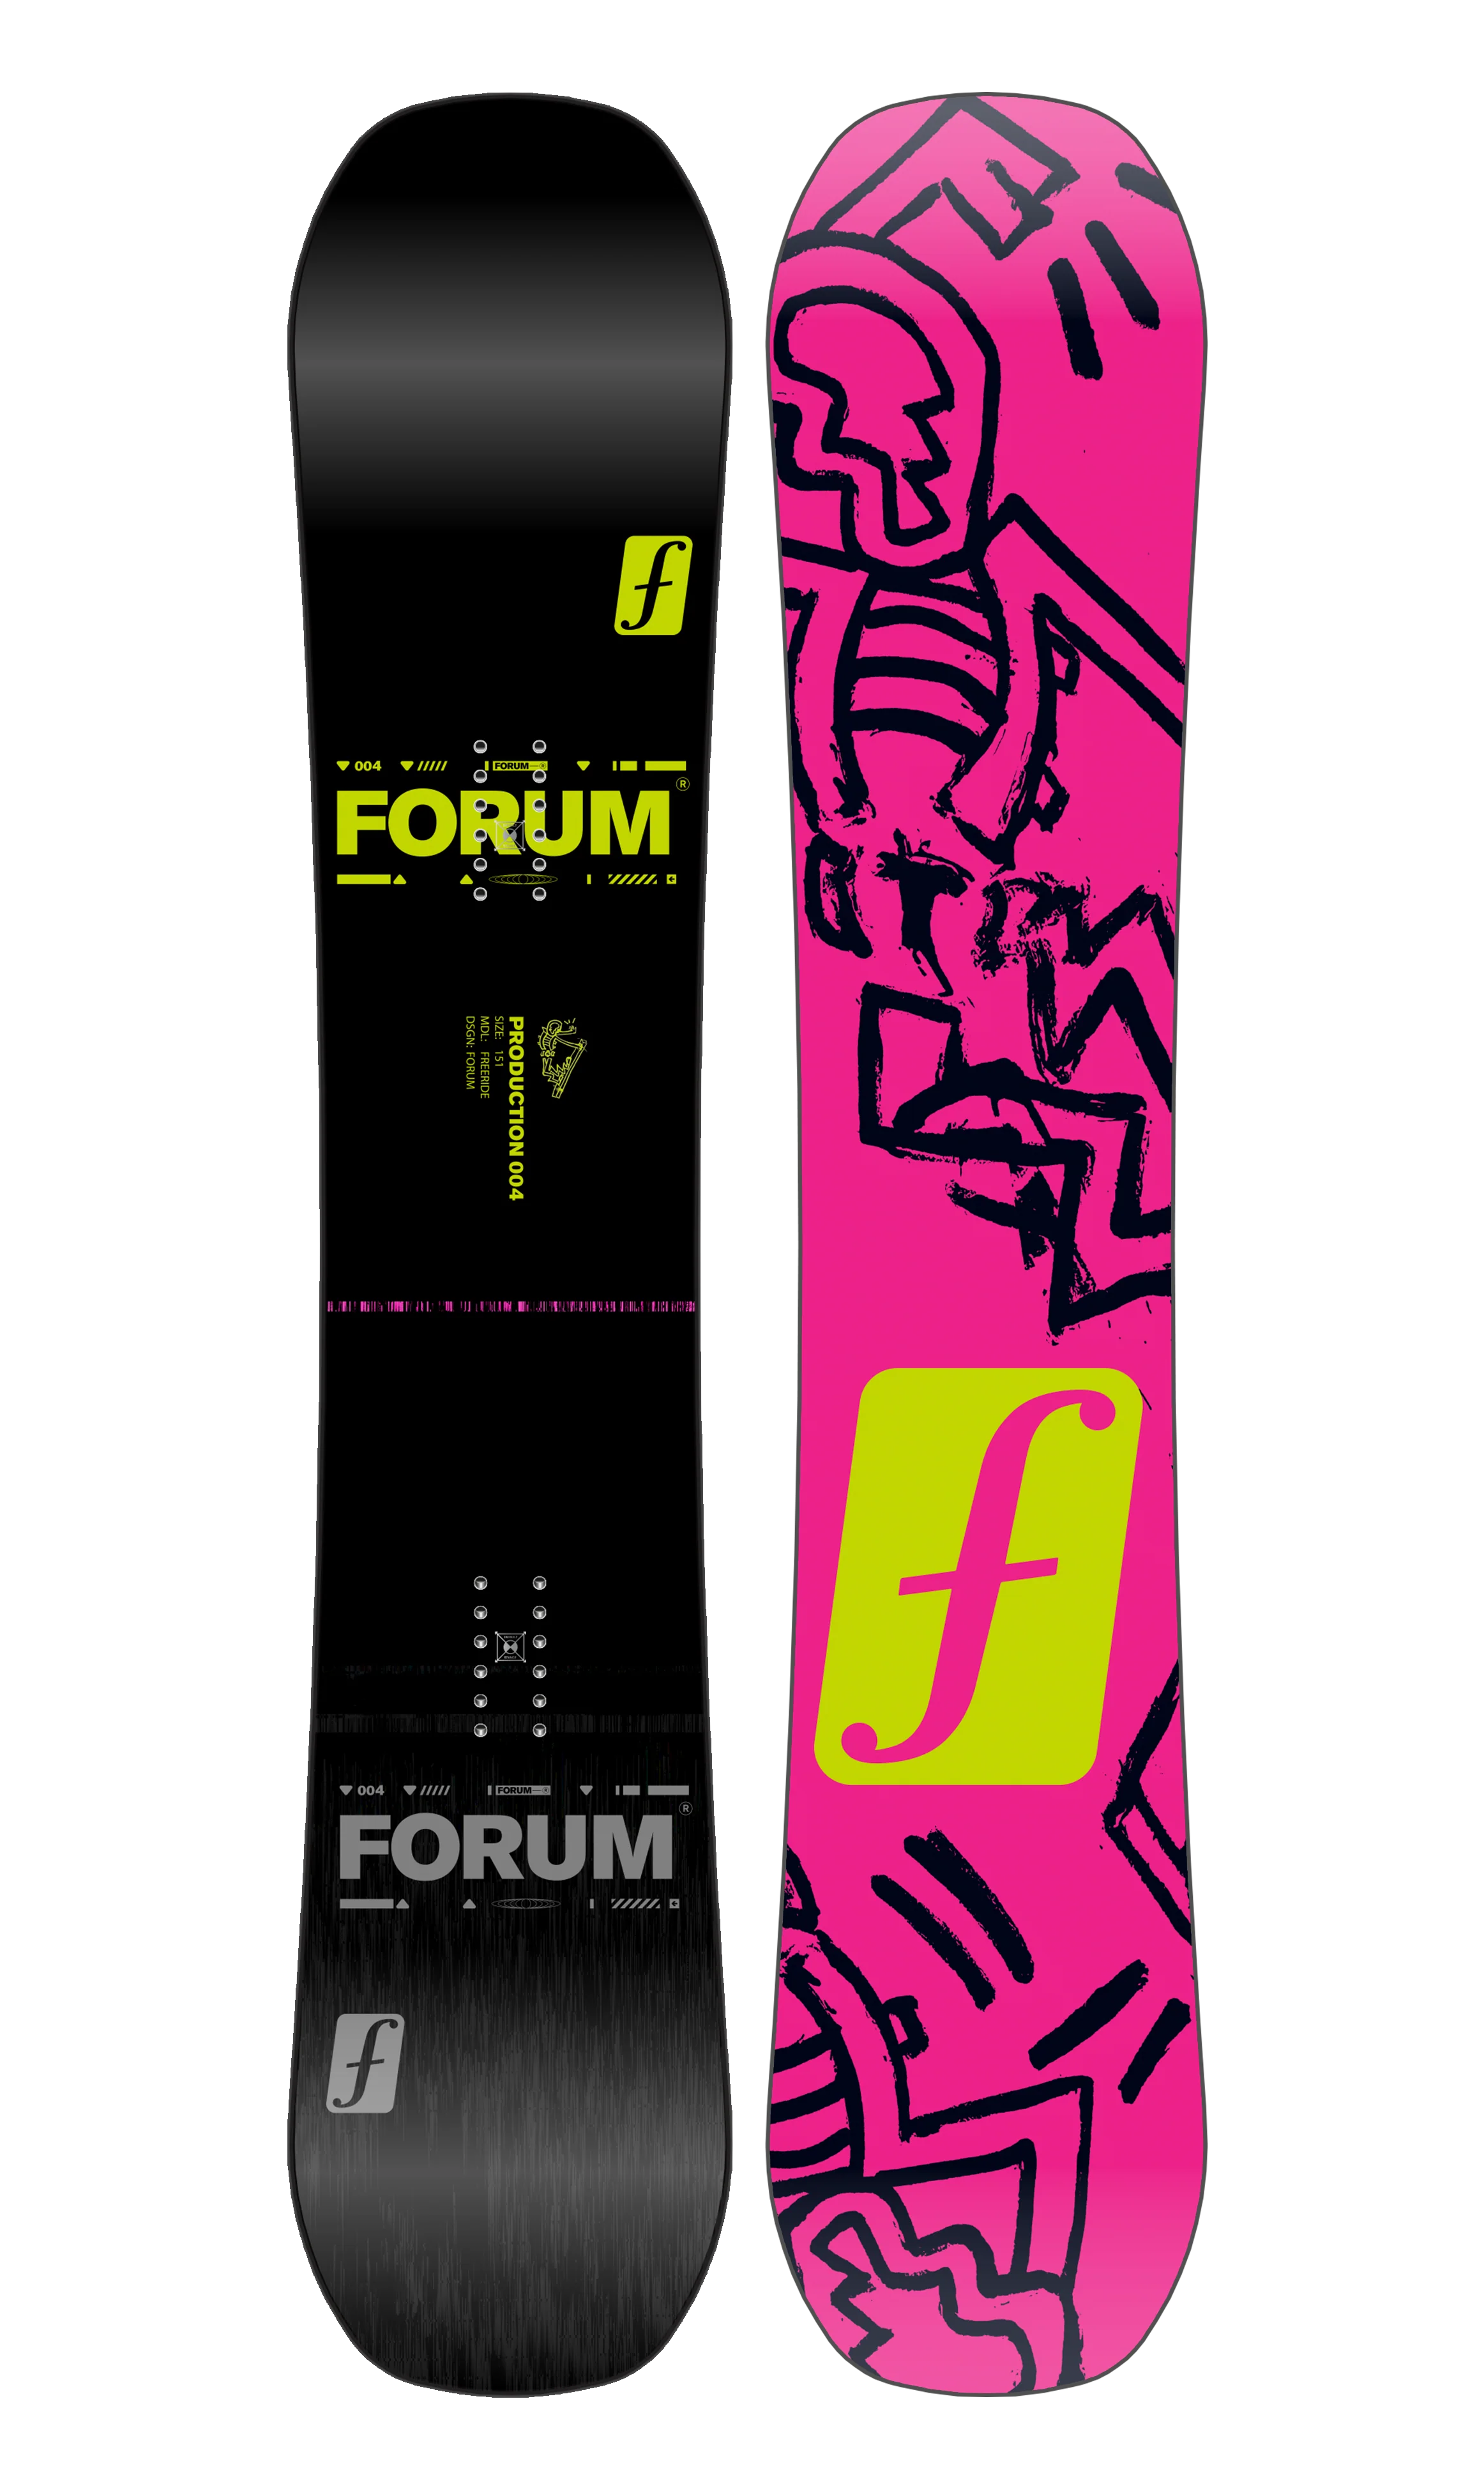 f
004
FORUM
®
FORUM
PRODUCTION 004
SIZE: 151
MDL: FREERIDE
DSGN: FORUM
004
FORUM
®
FORUM
f
f